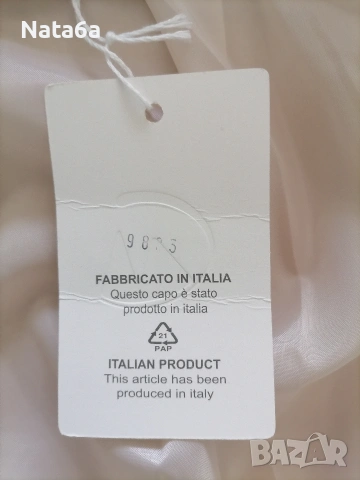 Nata6a
FABBRICATO IN ITALIA
Questo capo è stato
prodotto in italia
21
PAP
ITALIAN PRODUCT
This article has been
produced in italy
BAZAR